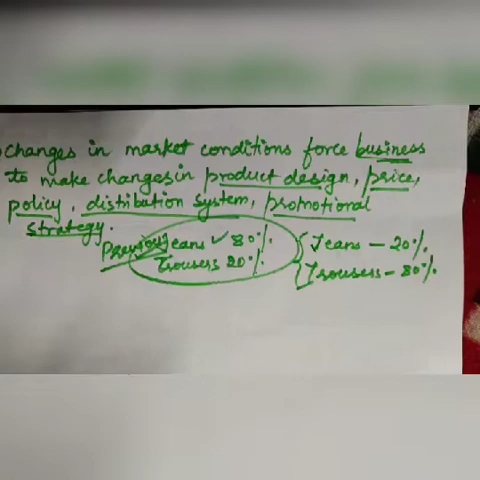 changes in market conditions force business
to make changes in product design, price,
policy, distibution system, promotional
strategy.
Previous Jeans ✓ 80%
Trousers 20%
Jeans – 20%
Trousers – 80%